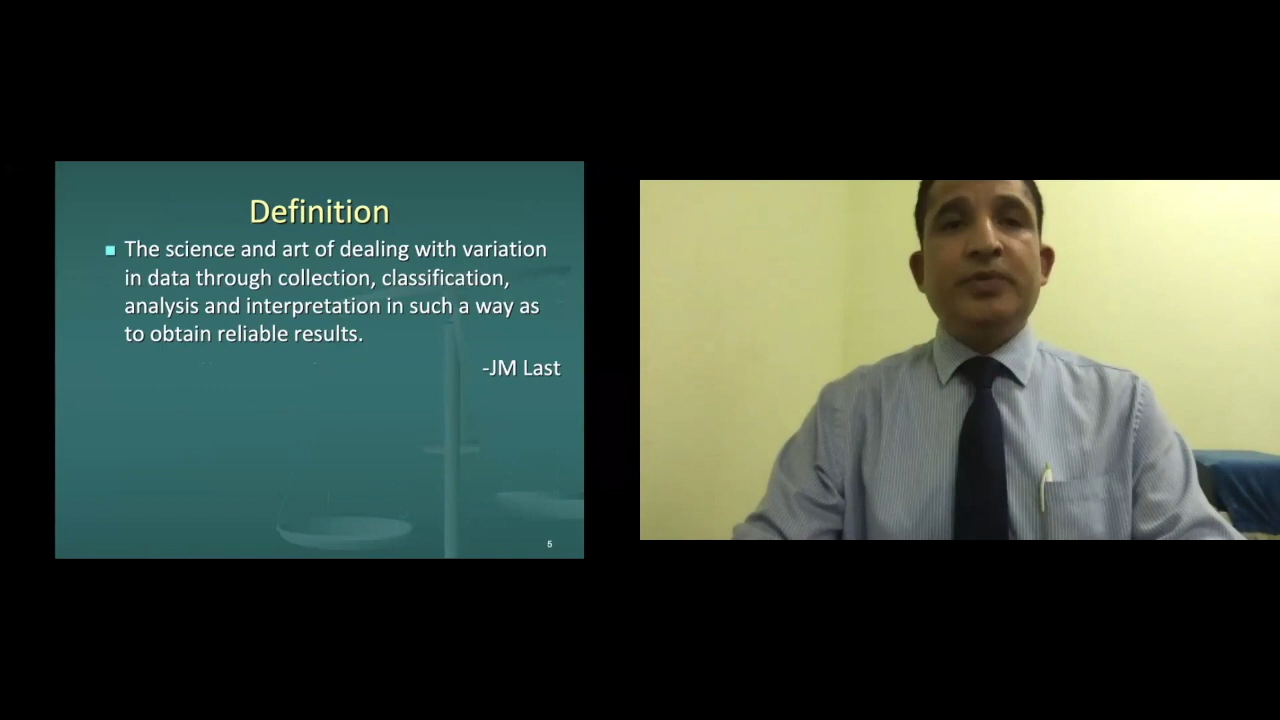 Definition
The science and art of dealing with variation
in data through collection, classification,
analysis and interpretation in such a way as
to obtain reliable results.
-JM Last
5